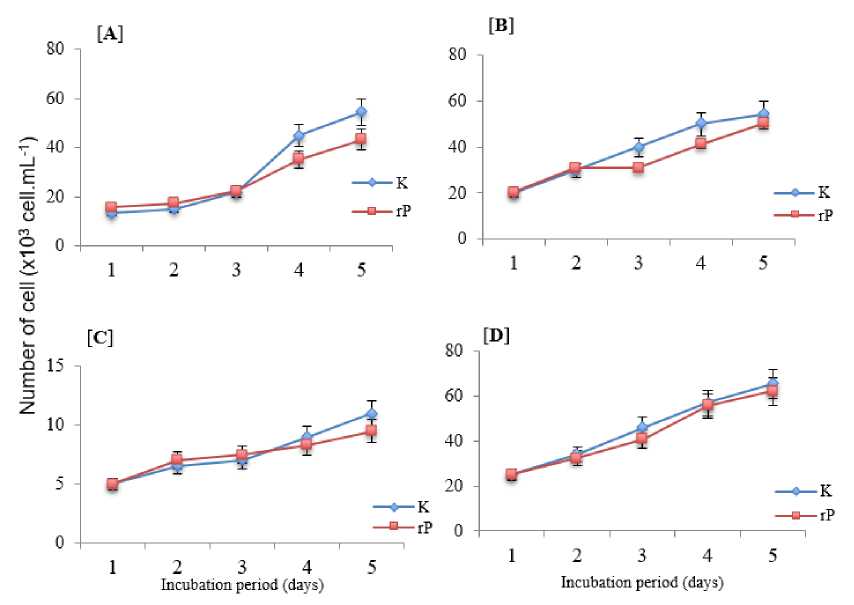 [A]
80
60
40
20
0
1 2 3 4 5
K
rP
[B]
80
60
40
20
0
1 2 3 4 5
K
rP
Number of cell (x10³ cell.mL⁻¹)
[C]
15
10
5
0
1 2 3 4 5
K
rP
Incubation period (days)
[D]
80
60
40
20
0
1 2 3 4 5
K
rP
Incubation period (days)